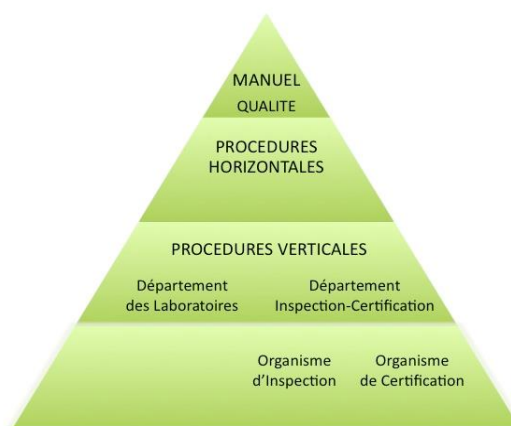 MANUEL
QUALITE
PROCEDURES
HORIZONTALES
PROCEDURES VERTICALES
Département
des Laboratoires
Département
Inspection-Certification
Organisme
d'Inspection
Organisme
de Certification